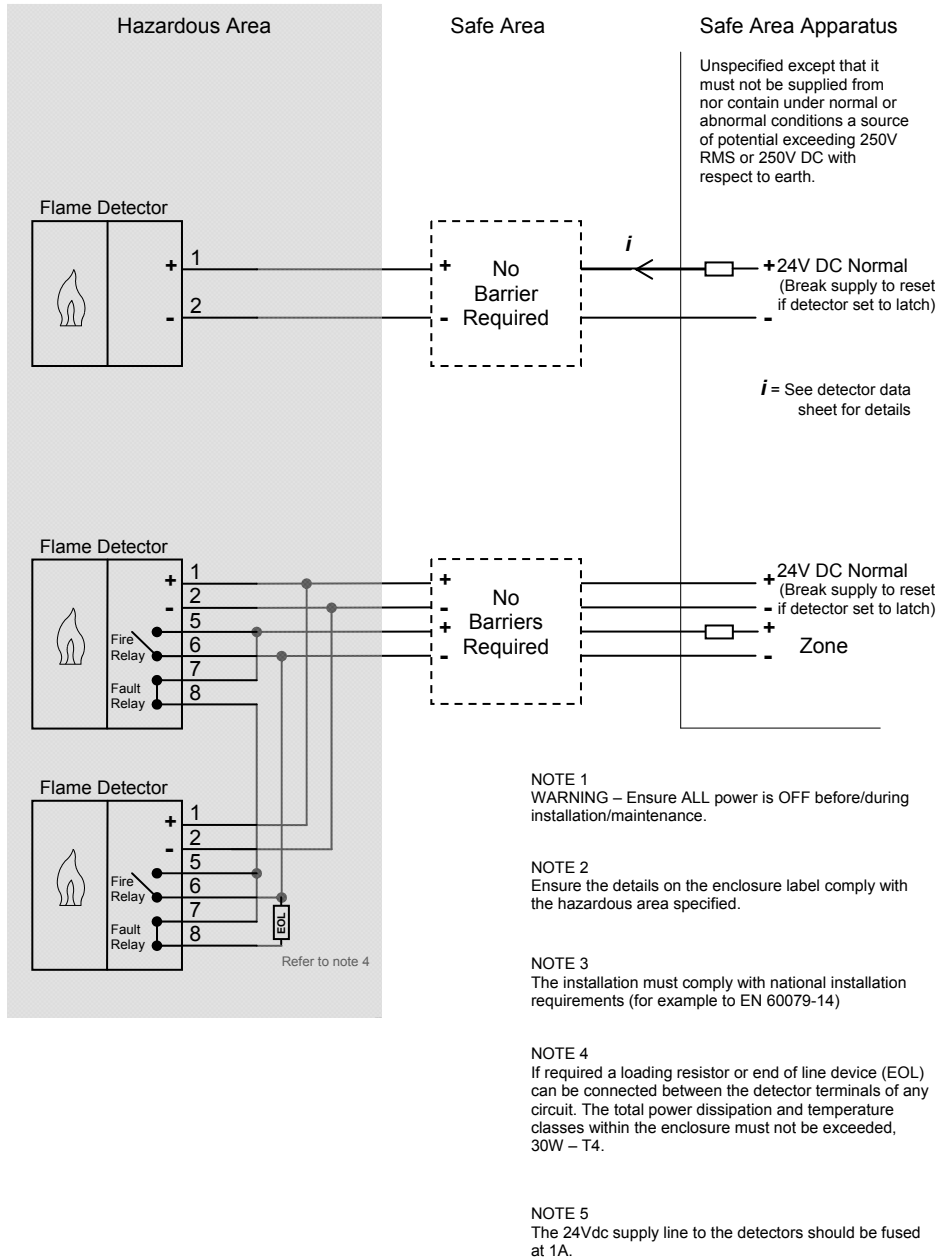 Hazardous Area
Safe Area
Safe Area Apparatus
Unspecified except that it
must not be supplied from
nor contain under normal or
abnormal conditions a source
of potential exceeding 250V
RMS or 250V DC with
respect to earth.
Flame Detector
+ 1
- 2
+ No
Barrier
- Required
i
+ 24V DC Normal
(Break supply to reset
if detector set to latch)
-
i = See detector data
sheet for details
Flame Detector
+ 1
- 2
5
Fire
Relay
6
7
Fault
Relay
8
+
-
+
-
No
Barriers
Required
+ 24V DC Normal
(Break supply to reset
- if detector set to latch)
+
Zone
-
Flame Detector
+ 1
- 2
5
Fire
Relay
6
7
Fault
Relay
8
EOL
Refer to note 4
NOTE 1
WARNING – Ensure ALL power is OFF before/during
installation/maintenance.
NOTE 2
Ensure the details on the enclosure label comply with
the hazardous area specified.
NOTE 3
The installation must comply with national installation
requirements (for example to EN 60079-14)
NOTE 4
If required a loading resistor or end of line device (EOL)
can be connected between the detector terminals of any
circuit. The total power dissipation and temperature
classes within the enclosure must not be exceeded,
30W – T4.
NOTE 5
The 24Vdc supply line to the detectors should be fused
at 1A.